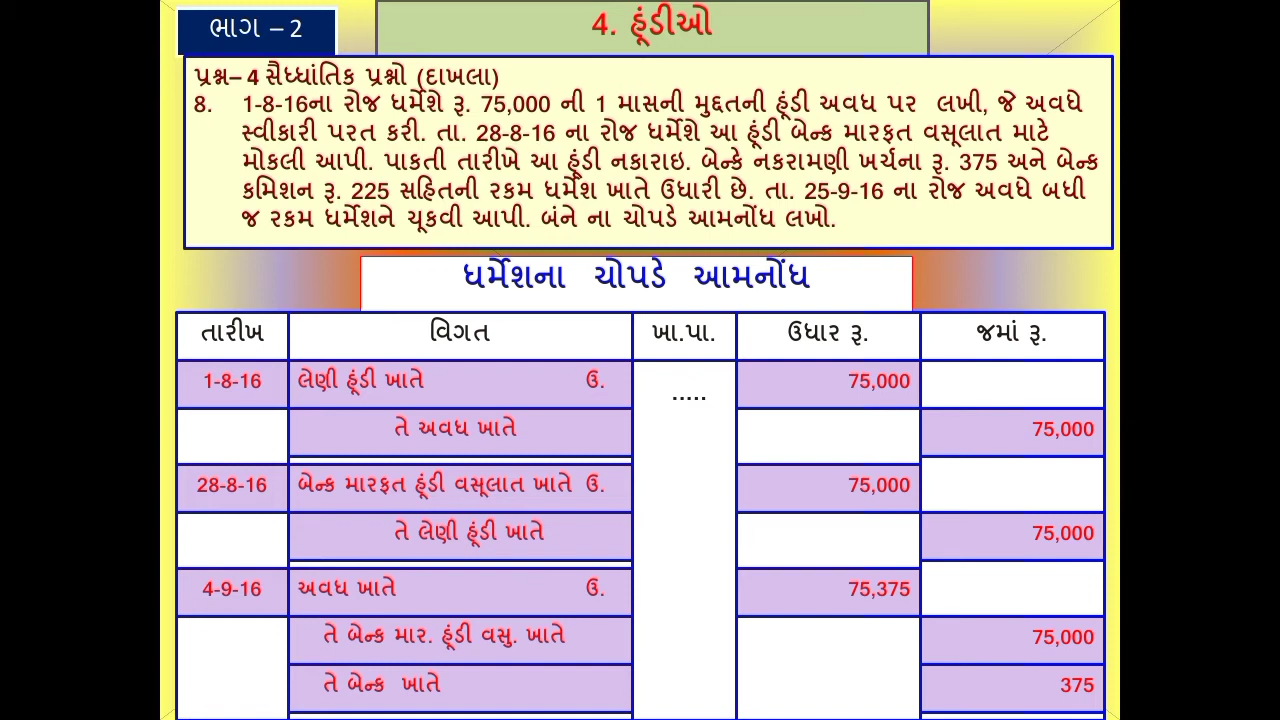 ભાગ – 2
4. હૂંડીઓ
પ્રશ્ન– 4 સૈધ્ધાંતિક પ્રશ્નો (દાખલા)
8. 1-8-16ના રોજ ધર્મેશે રૂ. 75,000 ની 1 માસની મુદ્દતની હૂંડી અવધ પર લખી, જે અવધે
સ્વીકારી પરત કરી. તા. 28-8-16 ના રોજ ધર્મેશે આ હૂંડી બેન્ક મારફત વસૂલાત માટે
મોકલી આપી. પાકતી તારીખે આ હૂંડી નકારાઇ. બેન્કે નકરામણી ખર્ચના રૂ. 375 અને બેન્ક
કમિશન રૂ. 225 સહિતની રકમ ધર્મેશ ખાતે ઉધારી છે. તા. 25-9-16 ના રોજ અવધે બધી
જ રકમ ધર્મેશને ચૂકવી આપી. બંને ના ચોપડે આમનોંધ લખો.
ધર્મેશના ચોપડે આમનોંધ
તારીખ વિગત ખા.પા. ઉધાર રૂ. જમાં રૂ.
1-8-16 લેણી હૂંડી ખાતે ઉ. ..... 75,000
તે અવધ ખાતે 75,000
28-8-16 બેન્ક મારફત હૂંડી વસૂલાત ખાતે ઉ. 75,000
તે લેણી હૂંડી ખાતે 75,000
4-9-16 અવધ ખાતે ઉ. 75,375
તે બેન્ક માર. હૂંડી વસુ. ખાતે 75,000
તે બેન્ક ખાતે 375